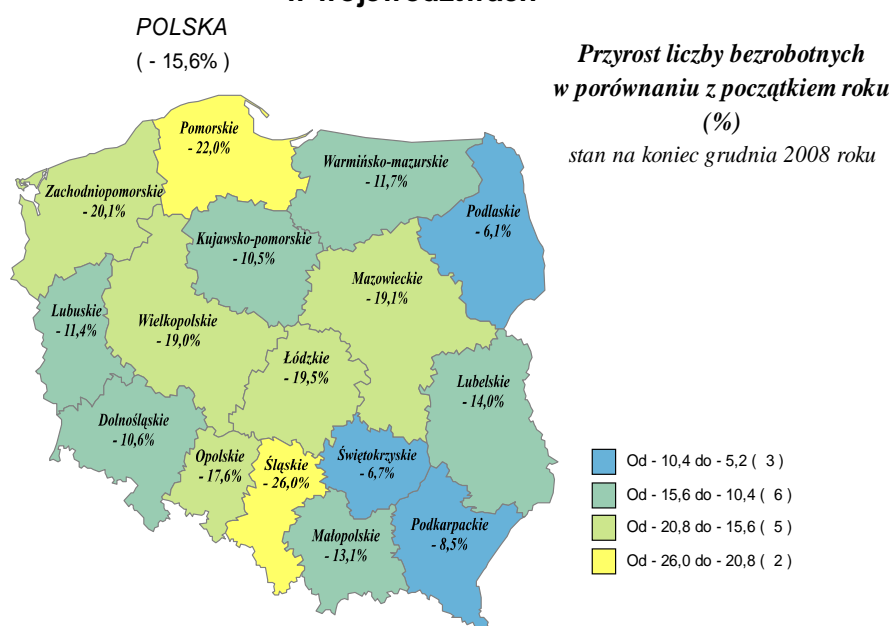 POLSKA
( - 15,6% )
Przyrost liczby bezrobotnych
w porównaniu z początkiem roku
(%)
stan na koniec grudnia 2008 roku
Pomorskie
- 22,0%
Warmińsko-mazurskie
- 11,7%
Zachodniopomorskie
- 20,1%
Podlaskie
- 6,1%
Kujawsko-pomorskie
- 10,5%
Mazowieckie
- 19,1%
Lubuskie
- 11,4%
Wielkopolskie
- 19,0%
Łódzkie
- 19,5%
Lubelskie
- 14,0%
Dolnośląskie
- 10,6%
Opolskie
- 17,6%
Śląskie
- 26,0%
Świętokrzyskie
- 6,7%
Małopolskie
- 13,1%
Podkarpackie
- 8,5%
Od - 10,4 do - 5,2 ( 3 )
Od - 15,6 do - 10,4 ( 6 )
Od - 20,8 do - 15,6 ( 5 )
Od - 26,0 do - 20,8 ( 2 )